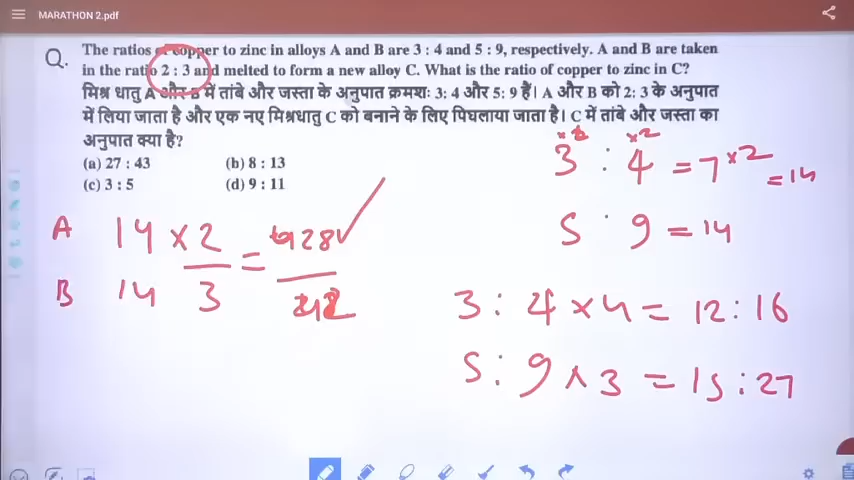 MARATHON 2.pdf
Q. The ratios of copper to zinc in alloys A and B are 3 : 4 and 5 : 9, respectively. A and B are taken
in the ratio 2 : 3 and melted to form a new alloy C. What is the ratio of copper to zinc in C?
मिश्र धातु A और B में तांबे और जस्ता के अनुपात क्रमशः 3: 4 और 5: 9 हैं। A और B को 2: 3 के अनुपात
में लिया जाता है और एक नए मिश्रधातु C को बनाने के लिए पिघलाया जाता है। C में तांबे और जस्ता का
अनुपात क्या है?
(a) 27 : 43 (b) 8 : 13
(c) 3 : 5 (d) 9 : 11
×2 ×2
3 : 4 = 7 ×2 = 14
5 : 9 = 14
A 14 × 2 = 28
B 14 3 42
3 : 4 × 4 = 12 : 16
5 : 9 × 3 = 15 : 27